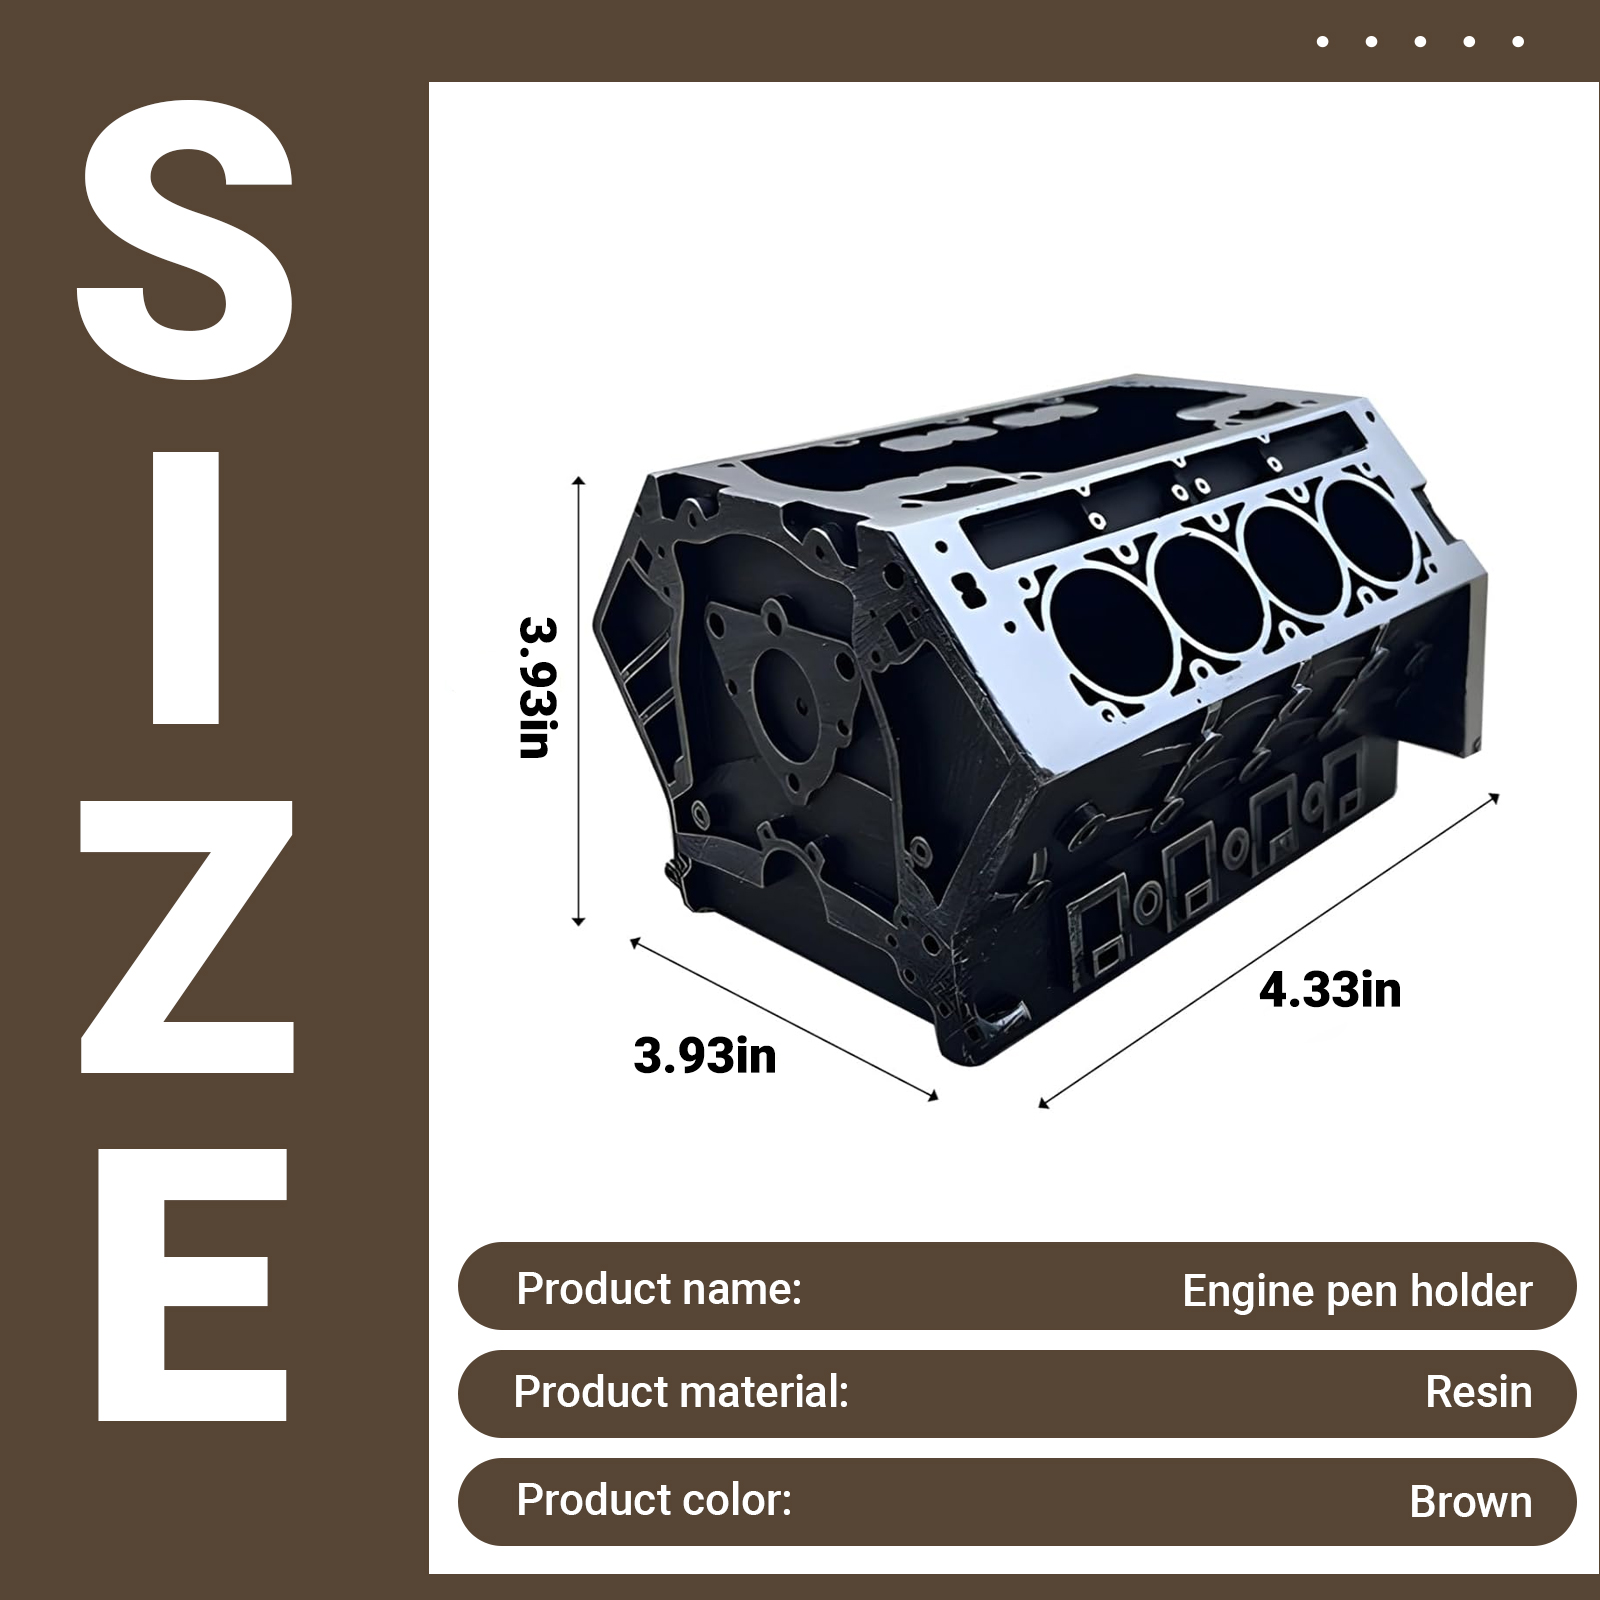 SIZE
3.93in
3.93in
4.33in
Product name: Engine pen holder
Product material: Resin
Product color: Brown